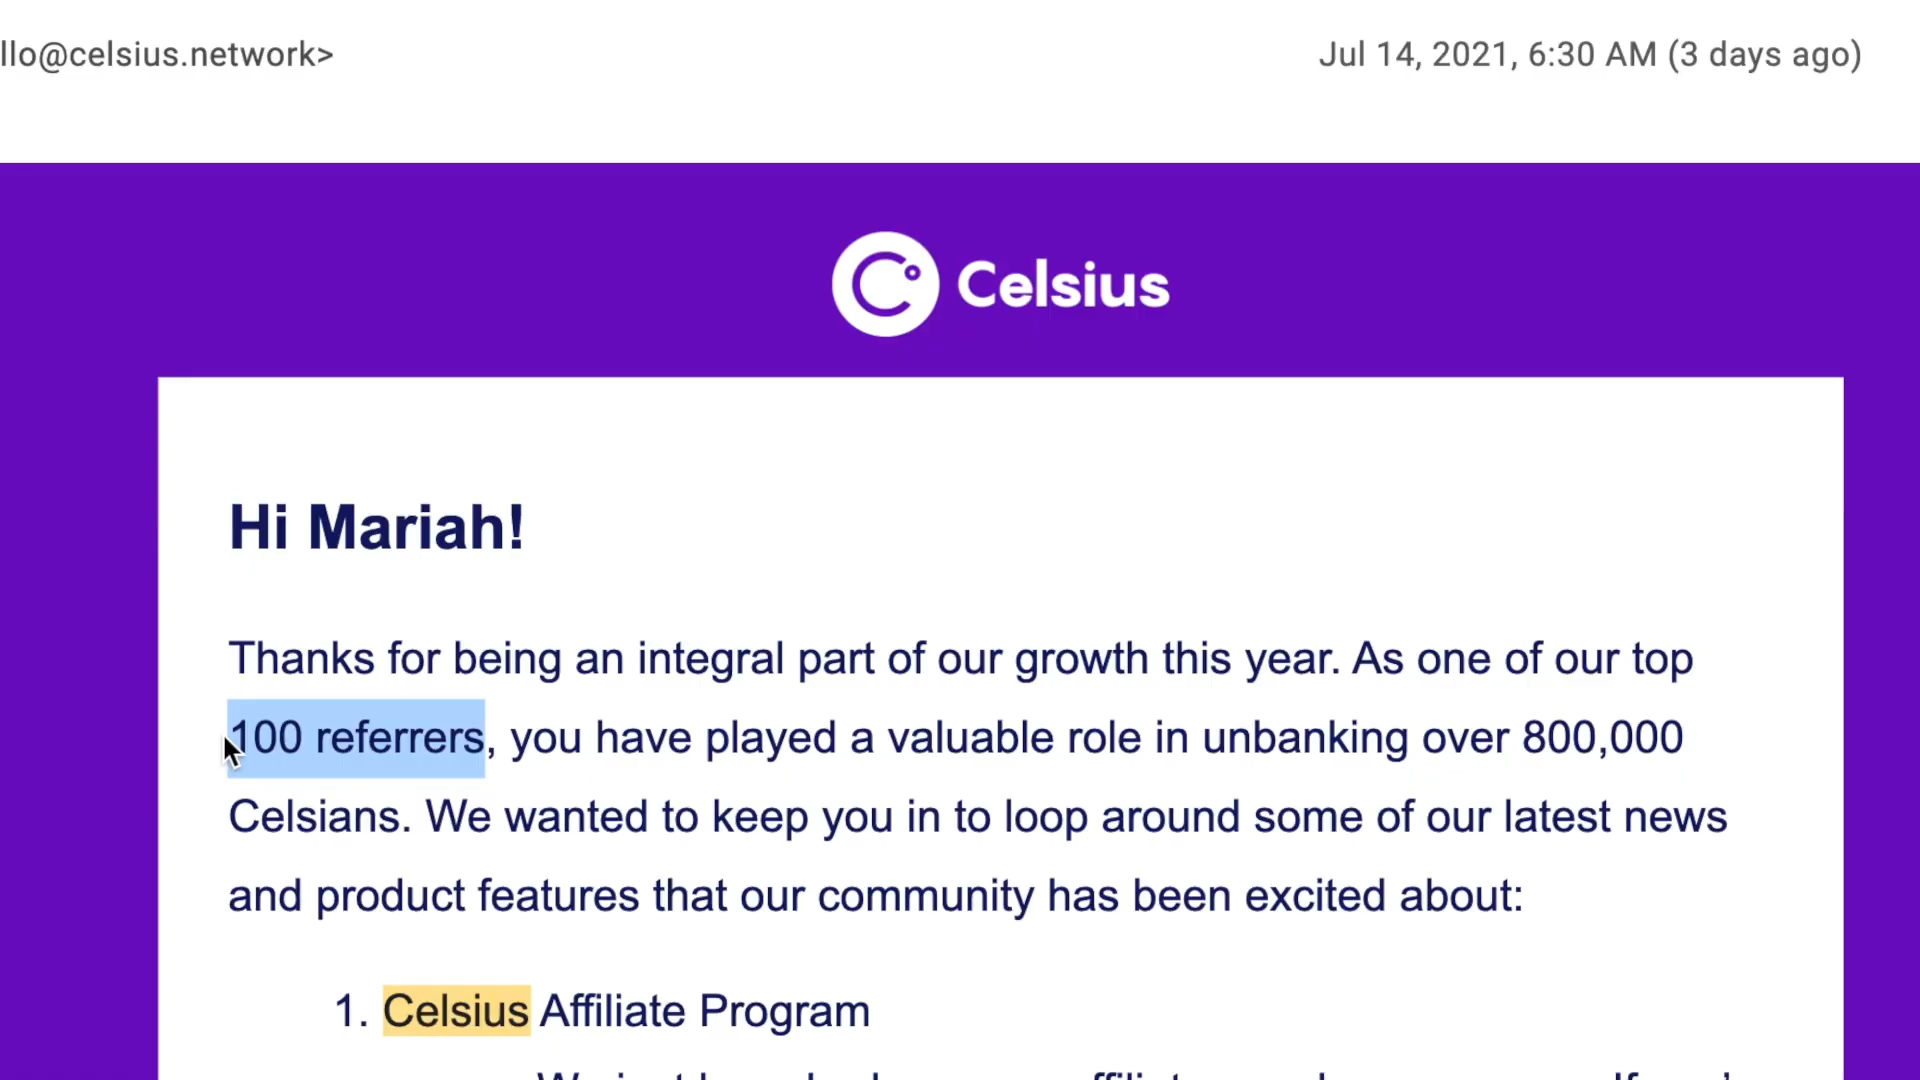 llo@celsius.network>
Jul 14, 2021, 6:30 AM (3 days ago)
Celsius
Hi Mariah!
Thanks for being an integral part of our growth this year. As one of our top
100 referrers, you have played a valuable role in unbanking over 800,000
Celsians. We wanted to keep you in to loop around some of our latest news
and product features that our community has been excited about:
1. Celsius Affiliate Program